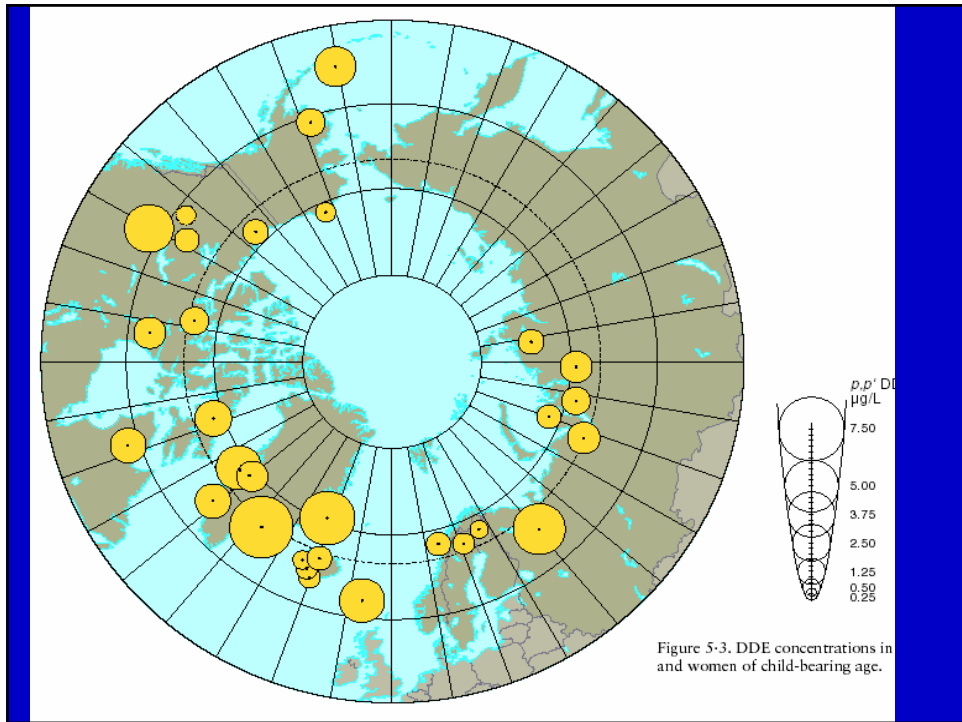 p,p' DD
µg/L
7.50
5.00
3.75
2.50
1.25
0.50
0.25
Figure 5·3. DDE concentrations in
and women of child-bearing age.